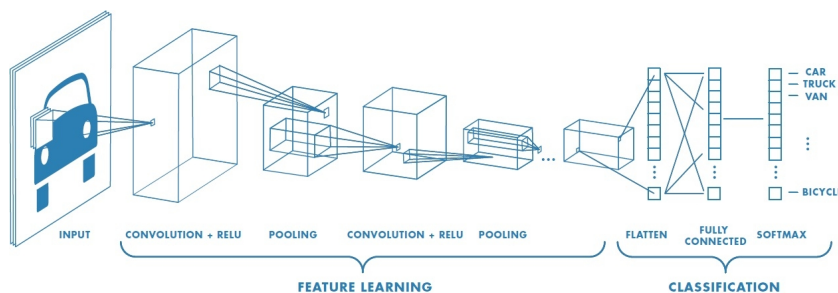 CAR
TRUCK
VAN
BICYCL
INPUT
CONVOLUTION + RELU
POOLING
CONVOLUTION + RELU
POOLING
FLATTEN
FULLY
CONNECTED
SOFTMAX
FEATURE LEARNING
CLASSIFICATION